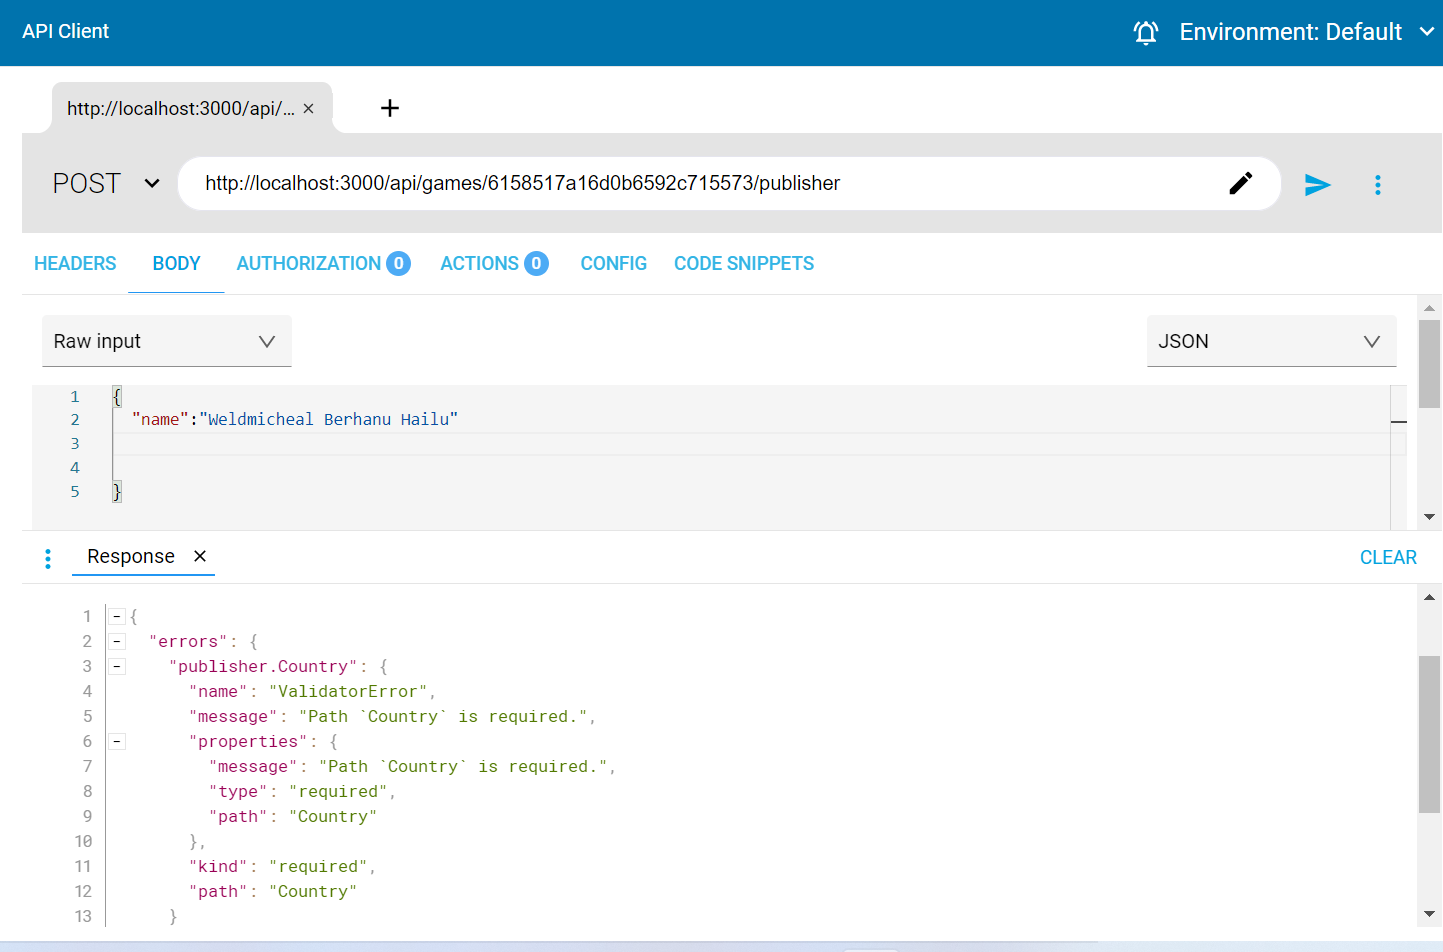 API Client
Environment: Default
http://localhost:3000/api/... ×
+
POST
http://localhost:3000/api/games/6158517a16d0b6592c715573/publisher
HEADERS BODY AUTHORIZATION 0 ACTIONS 0 CONFIG CODE SNIPPETS
Raw input
JSON
1 {
2 "name":"Weldmicheal Berhanu Hailu"
3
4
5 }
Response ×
CLEAR
1 - {
2 - "errors": {
3 - "publisher.Country": {
4 "name": "ValidatorError",
5 "message": "Path `Country` is required.",
6 - "properties": {
7 "message": "Path `Country` is required.",
8 "type": "required",
9 "path": "Country"
10 },
11 "kind": "required",
12 "path": "Country"
13 }